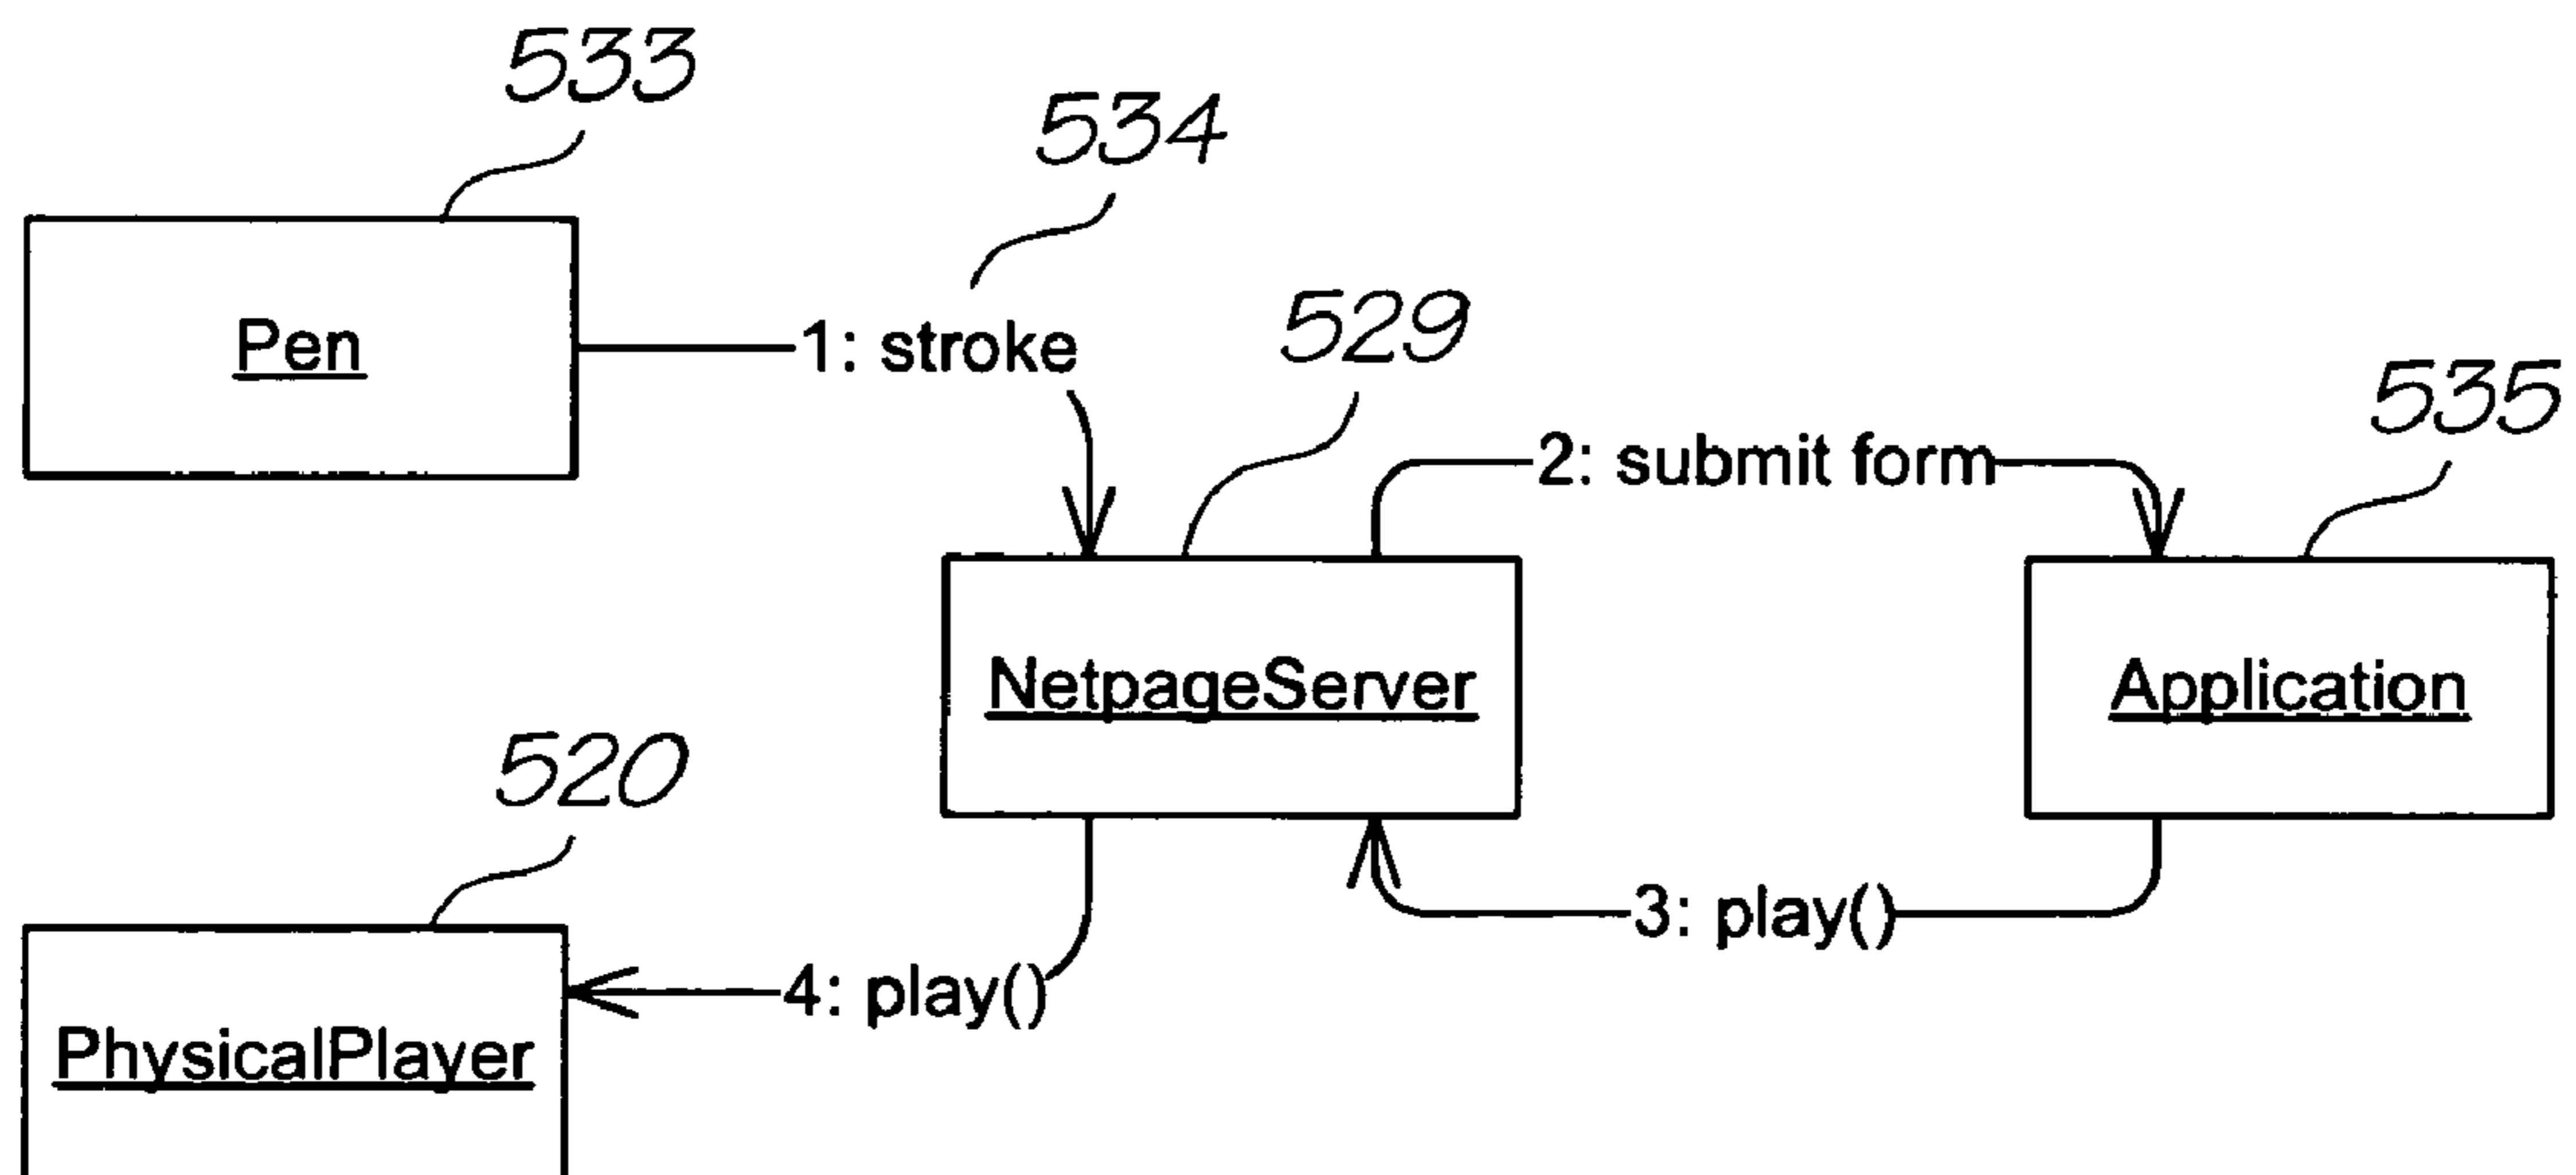 533
534
Pen
1: stroke
529
535
2: submit form
NetpageServer
Application
520
3: play()
4: play()
PhysicalPlayer